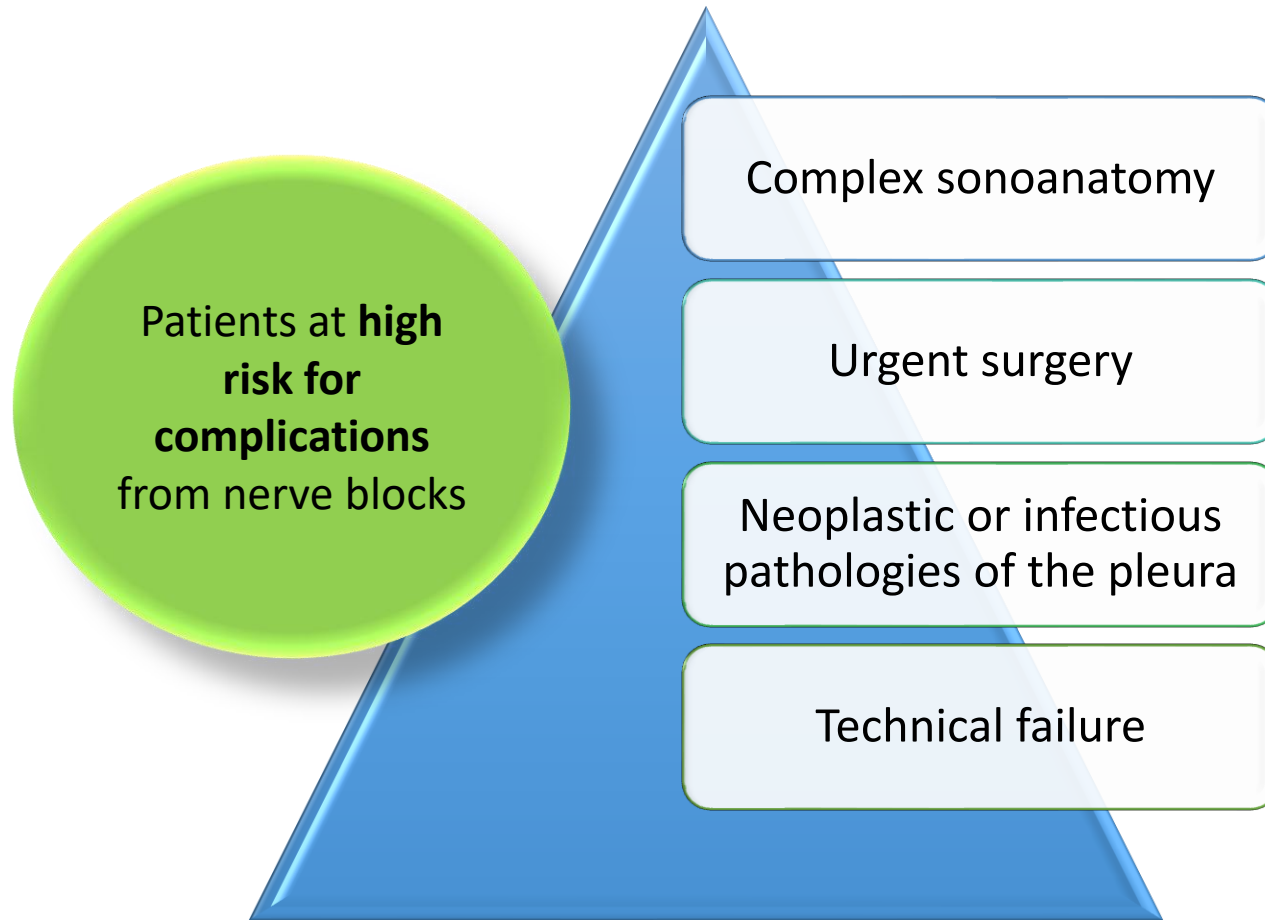 Patients at high
risk for
complications
from nerve blocks
Complex sonoanatomy
Urgent surgery
Neoplastic or infectious
pathologies of the pleura
Technical failure